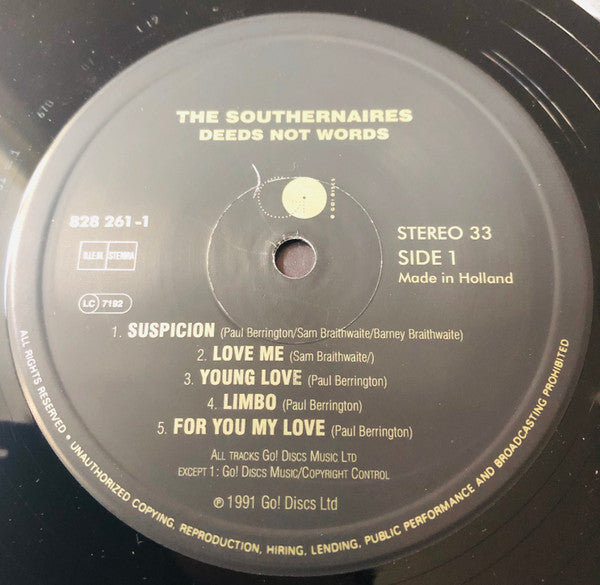 THE SOUTHERNAIRES
DEEDS NOT WORDS
® GO! DISCS
828 261-1
STEREO 33
B.I.E.M. STEMRA
SIDE 1
LC 7192
Made in Holland
1. SUSPICION (Paul Berrington/Sam Braithwaite/Barney Braithwaite)
2. LOVE ME (Sam Braithwaite/)
3. YOUNG LOVE (Paul Berrington)
4. LIMBO (Paul Berrington)
5. FOR YOU MY LOVE (Paul Berrington)
ALL TRACKS GO! DISCS MUSIC LTD
EXCEPT 1: GO! DISCS MUSIC/COPYRIGHT CONTROL
℗ 1991 GO! DISCS LTD
ALL RIGHTS RESERVED • UNAUTHORIZED COPYING, REPRODUCTION, HIRING, LENDING, PUBLIC PERFORMANCE AND BROADCASTING PROHIBITED